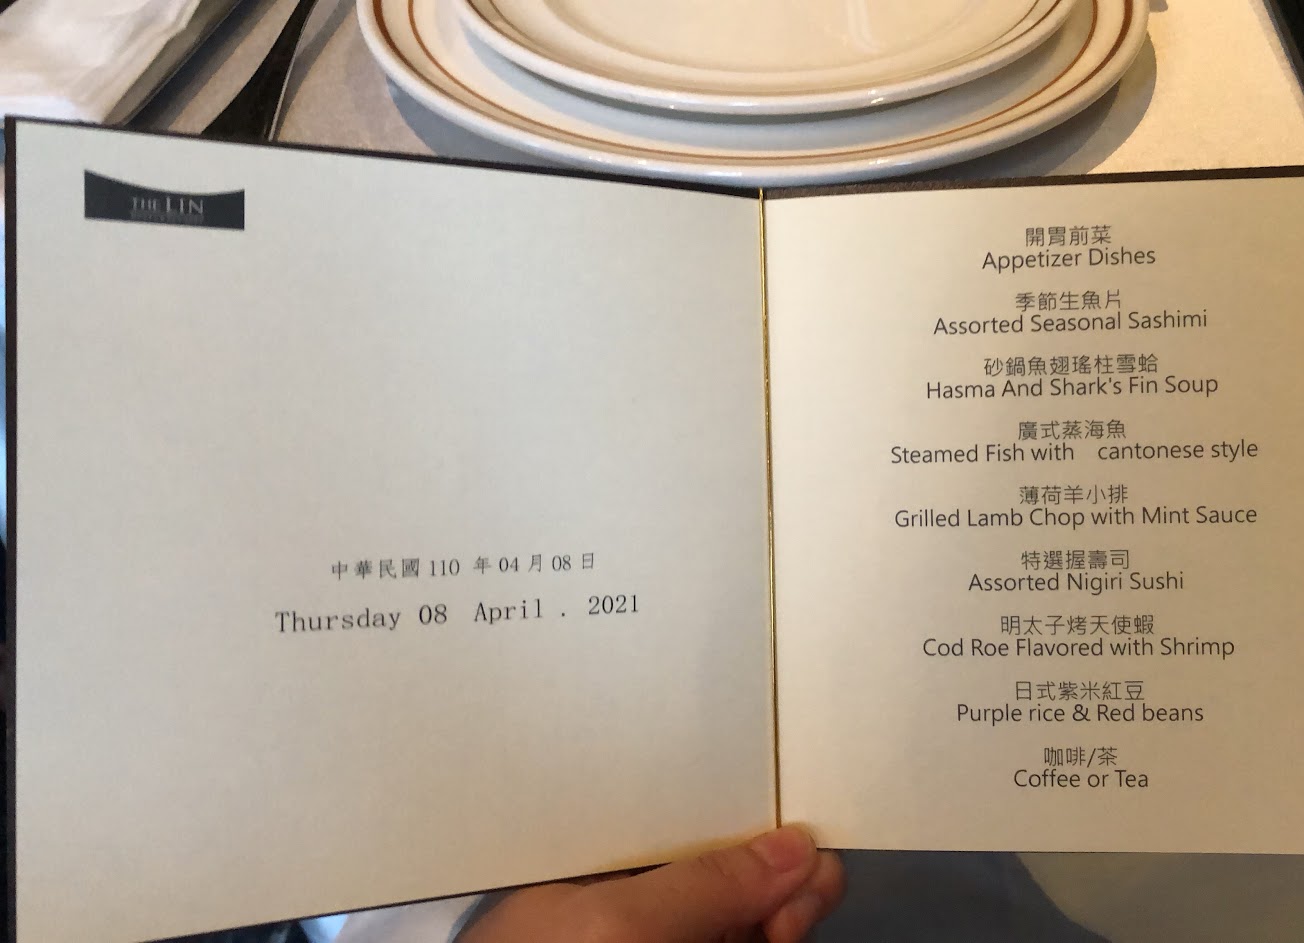 THE LIN
中華民國 110 年 04 月 08 日
Thursday 08 April . 2021
開胃前菜
Appetizer Dishes
季節生魚片
Assorted Seasonal Sashimi
砂鍋魚翅瑤柱雪蛤
Hasma And Shark's Fin Soup
廣式蒸海魚
Steamed Fish with cantonese style
薄荷羊小排
Grilled Lamb Chop with Mint Sauce
特選握壽司
Assorted Nigiri Sushi
明太子烤天使蝦
Cod Roe Flavored with Shrimp
日式紫米紅豆
Purple rice & Red beans
咖啡/茶
Coffee or Tea